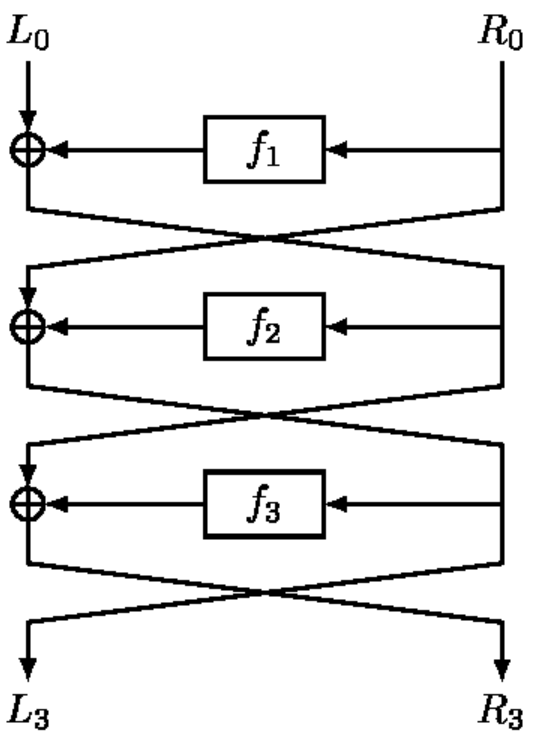 L₀ R₀
f₁
f₂
f₃
L₃ R₃